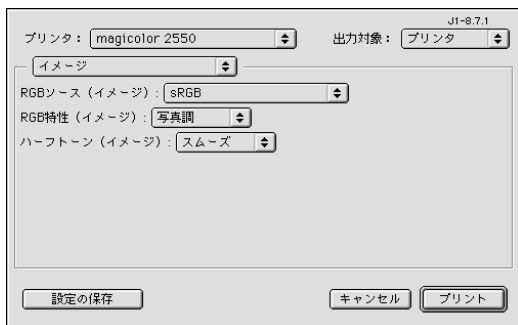 J1-8.7.1
プリンタ： magicolor 2550 出力対象： プリンタ
イメージ
RGBソース（イメージ）： sRGB
RGB特性（イメージ）： 写真調
ハーフトーン（イメージ）： スムーズ
設定の保存 キャンセル プリント